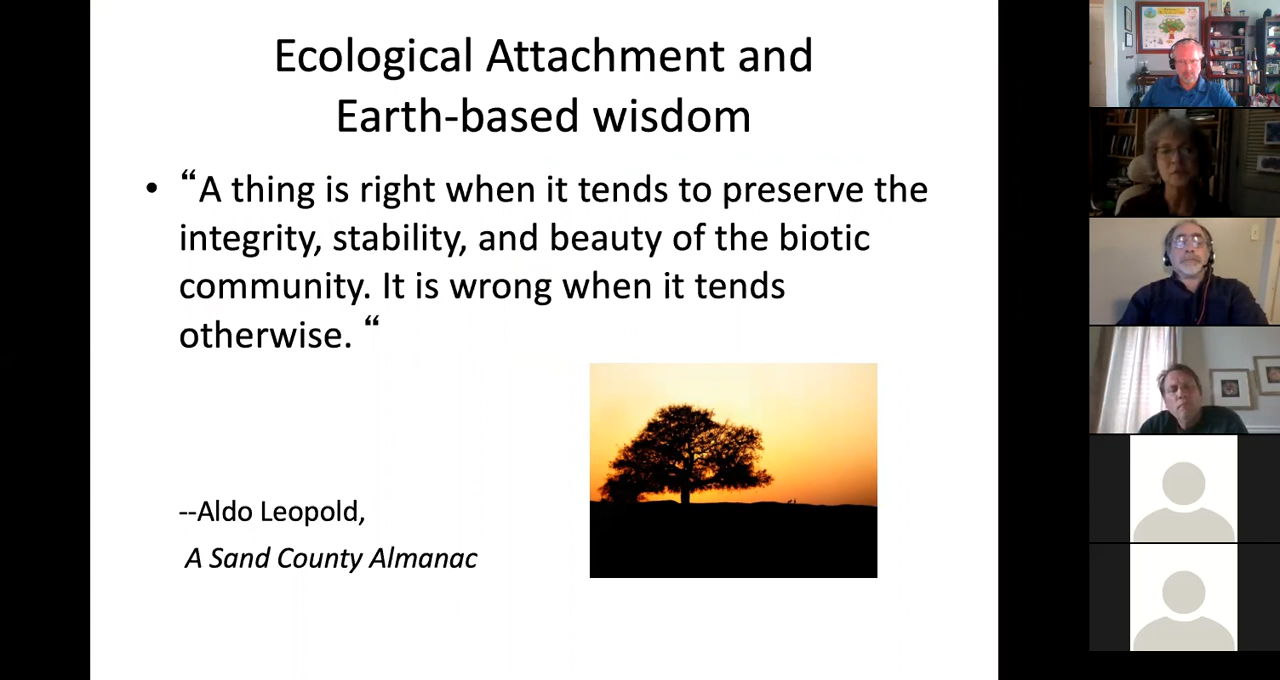 Ecological Attachment and
Earth-based wisdom
• “A thing is right when it tends to preserve the
integrity, stability, and beauty of the biotic
community. It is wrong when it tends
otherwise. “
--Aldo Leopold,
A Sand County Almanac